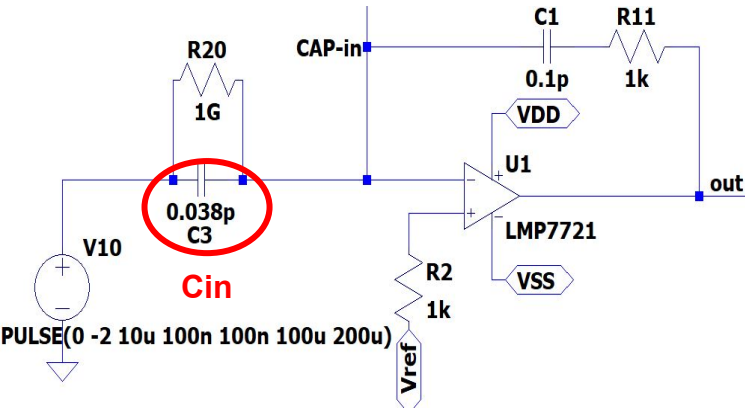 C1
R11
R20
CAP-in
0.1p
1k
1G
VDD
U1
out
0.038p
C3
LMP7721
V10
Cin
R2
VSS
1k
PULSE(0 -2 10u 100n 100n 100u 200u)
Vref